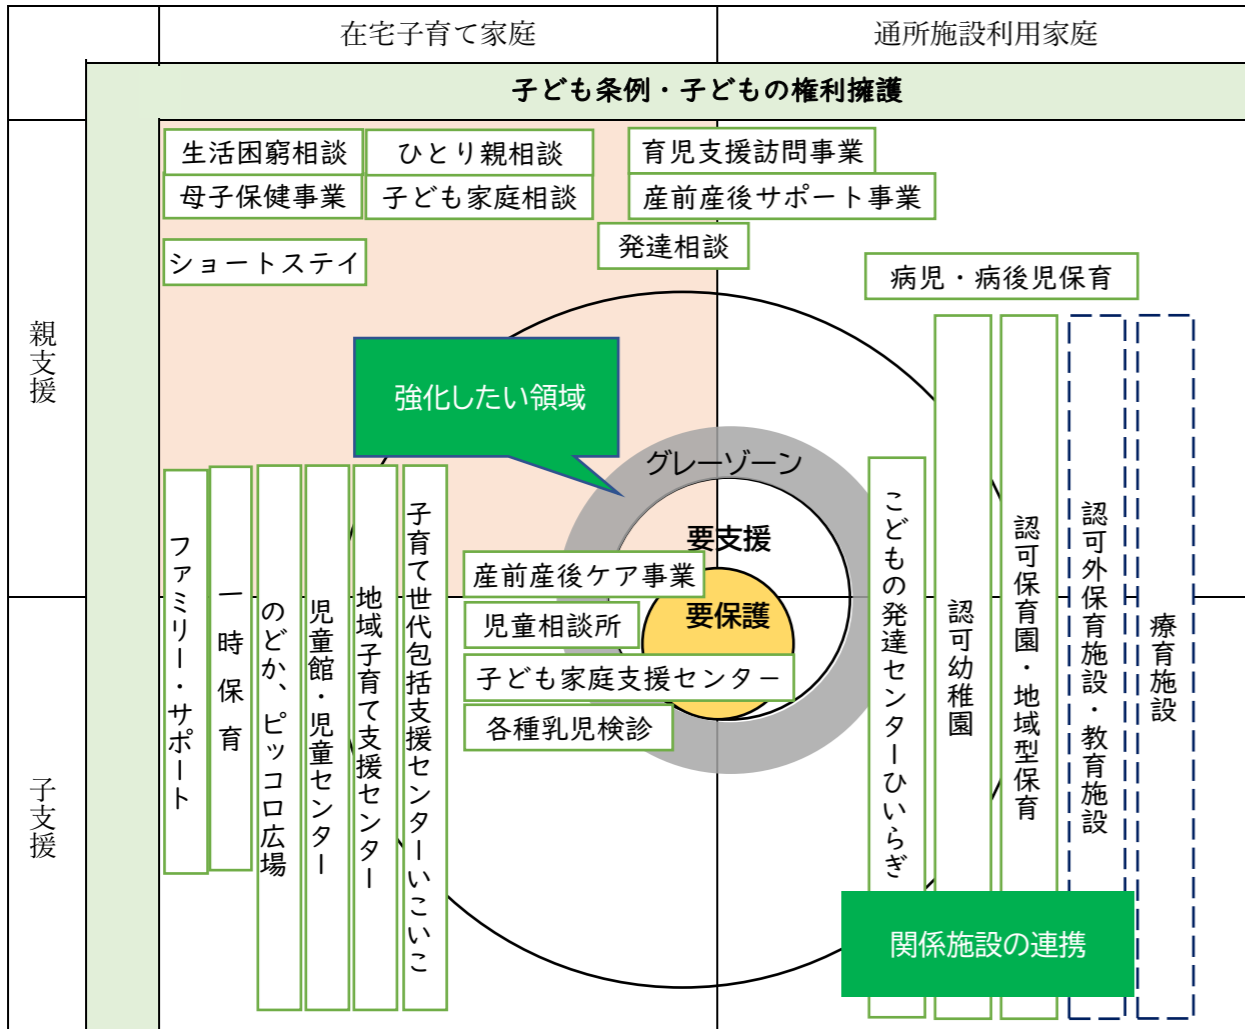 在宅子育て家庭
通所施設利用家庭
子ども条例・子どもの権利擁護
親支援
子支援
生活困窮相談
ひとり親相談
育児支援訪問事業
母子保健事業
子ども家庭相談
産前産後サポート事業
発達相談
ショートステイ
病児・病後児保育
強化したい領域
グレーゾーン
要支援
要保護
産前産後ケア事業
児童相談所
子ども家庭支援センター
各種乳児検診
ファミリー・サポート
一時保育
のどか、ピッコロ広場
児童館・児童センター
地域子育て支援センター
子育て世代包括支援センターいこいこ
こどもの発達センターひいらぎ
認可幼稚園
認可保育園・地域型保育
認可外保育施設・教育施設
療育施設
関係施設の連携